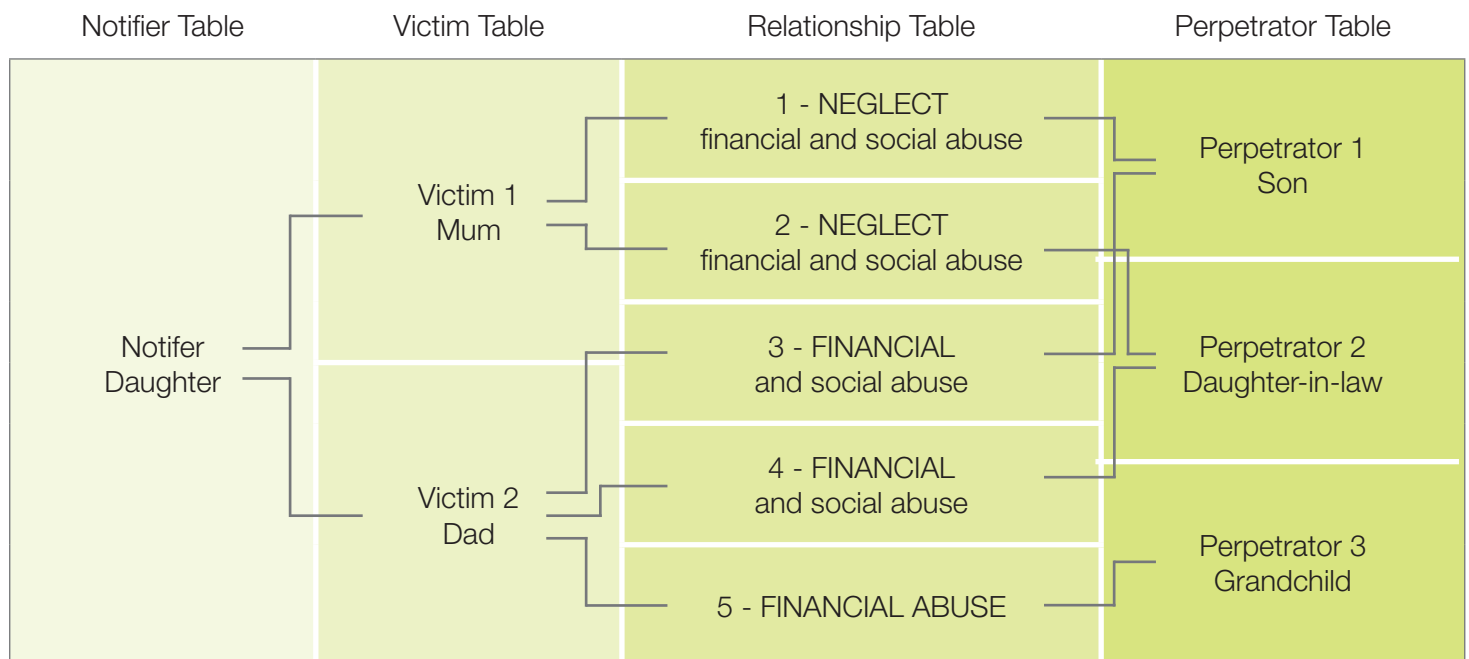 Notifier Table
Victim Table
Relationship Table
Perpetrator Table
Notifer
Daughter
Victim 1
Mum
Victim 2
Dad
1 - NEGLECT
financial and social abuse
2 - NEGLECT
financial and social abuse
3 - FINANCIAL
and social abuse
4 - FINANCIAL
and social abuse
5 - FINANCIAL ABUSE
Perpetrator 1
Son
Perpetrator 2
Daughter-in-law
Perpetrator 3
Grandchild